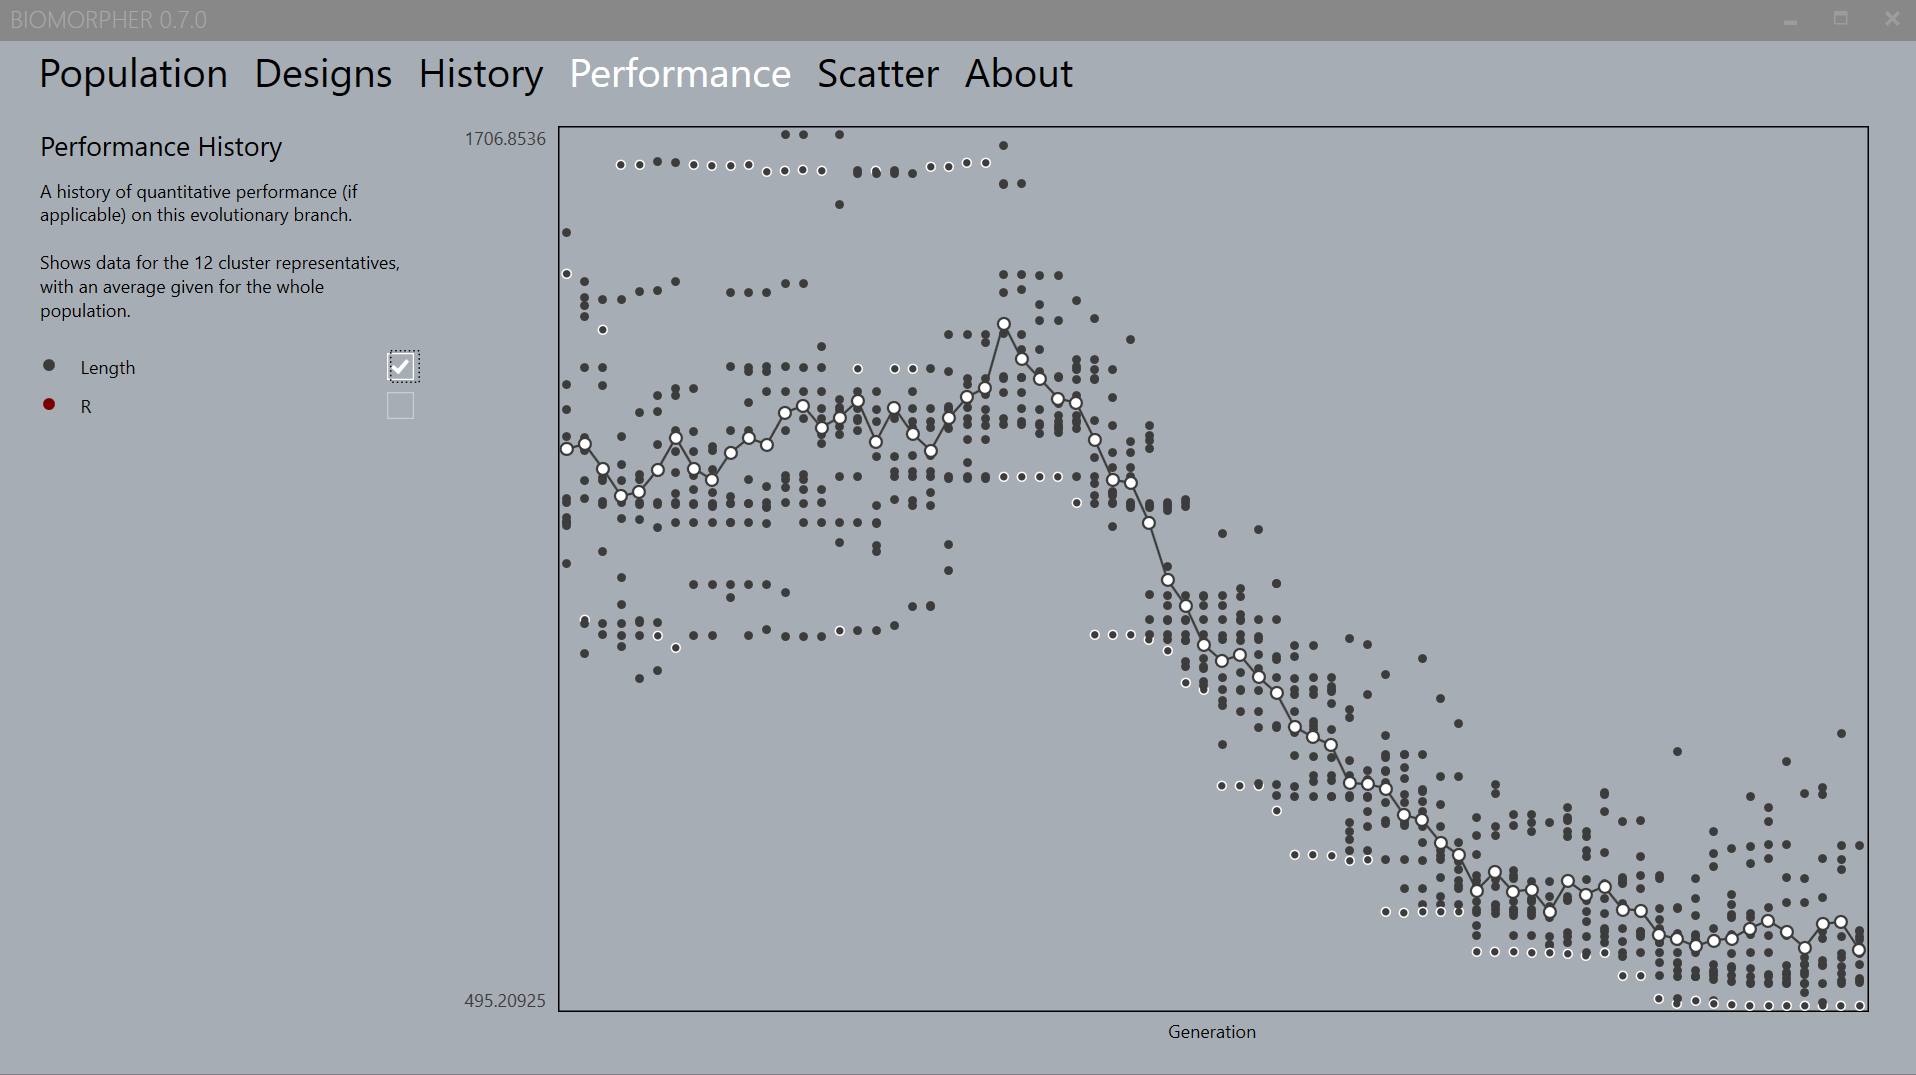 BIOMORPHER 0.7.0
Population Designs History Performance Scatter About
Performance History
A history of quantitative performance (if
applicable) on this evolutionary branch.
Shows data for the 12 cluster representatives,
with an average given for the whole
population.
Length
R
1706.8536
495.20925
Generation